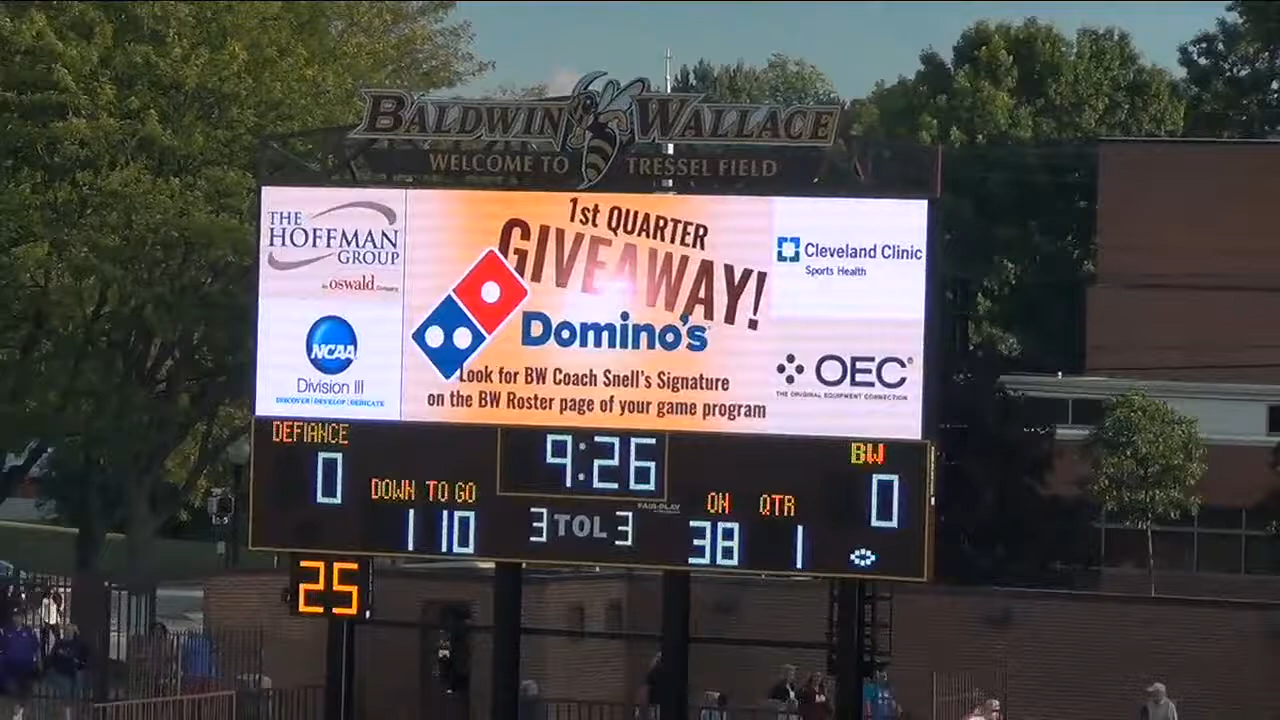 BALDWIN WALLACE
WELCOME TO TRESSEL FIELD
THE
HOFFMAN
GROUP
oswald
NCAA
Division III
DISCOVER | DEVELOP | DEDICATE
1st QUARTER
GIVEAWAY!
Domino's
Look for BW Coach Snell's Signature
on the BW Roster page of your game program
Cleveland Clinic
Sports Health
OEC
THE ORIGINAL EQUIPMENT CONNECTION
DEFIANCE
0
9:26
BW
0
DOWN TO GO
1 10
3 TOL 3
FAIR-PLAY
ON QTR
38 1
25